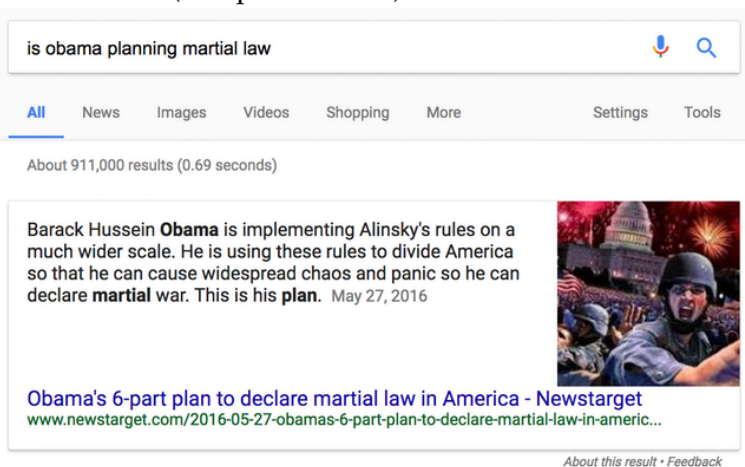 is obama planning martial law
All News Images Videos Shopping More Settings Tools
About 911,000 results (0.69 seconds)
Barack Hussein Obama is implementing Alinsky's rules on a
much wider scale. He is using these rules to divide America
so that he can cause widespread chaos and panic so he can
declare martial war. This is his plan. May 27, 2016
Obama's 6-part plan to declare martial law in America - Newstarget
www.newstarget.com/2016-05-27-obamas-6-part-plan-to-declare-martial-law-in-americ...
About this result • Feedback